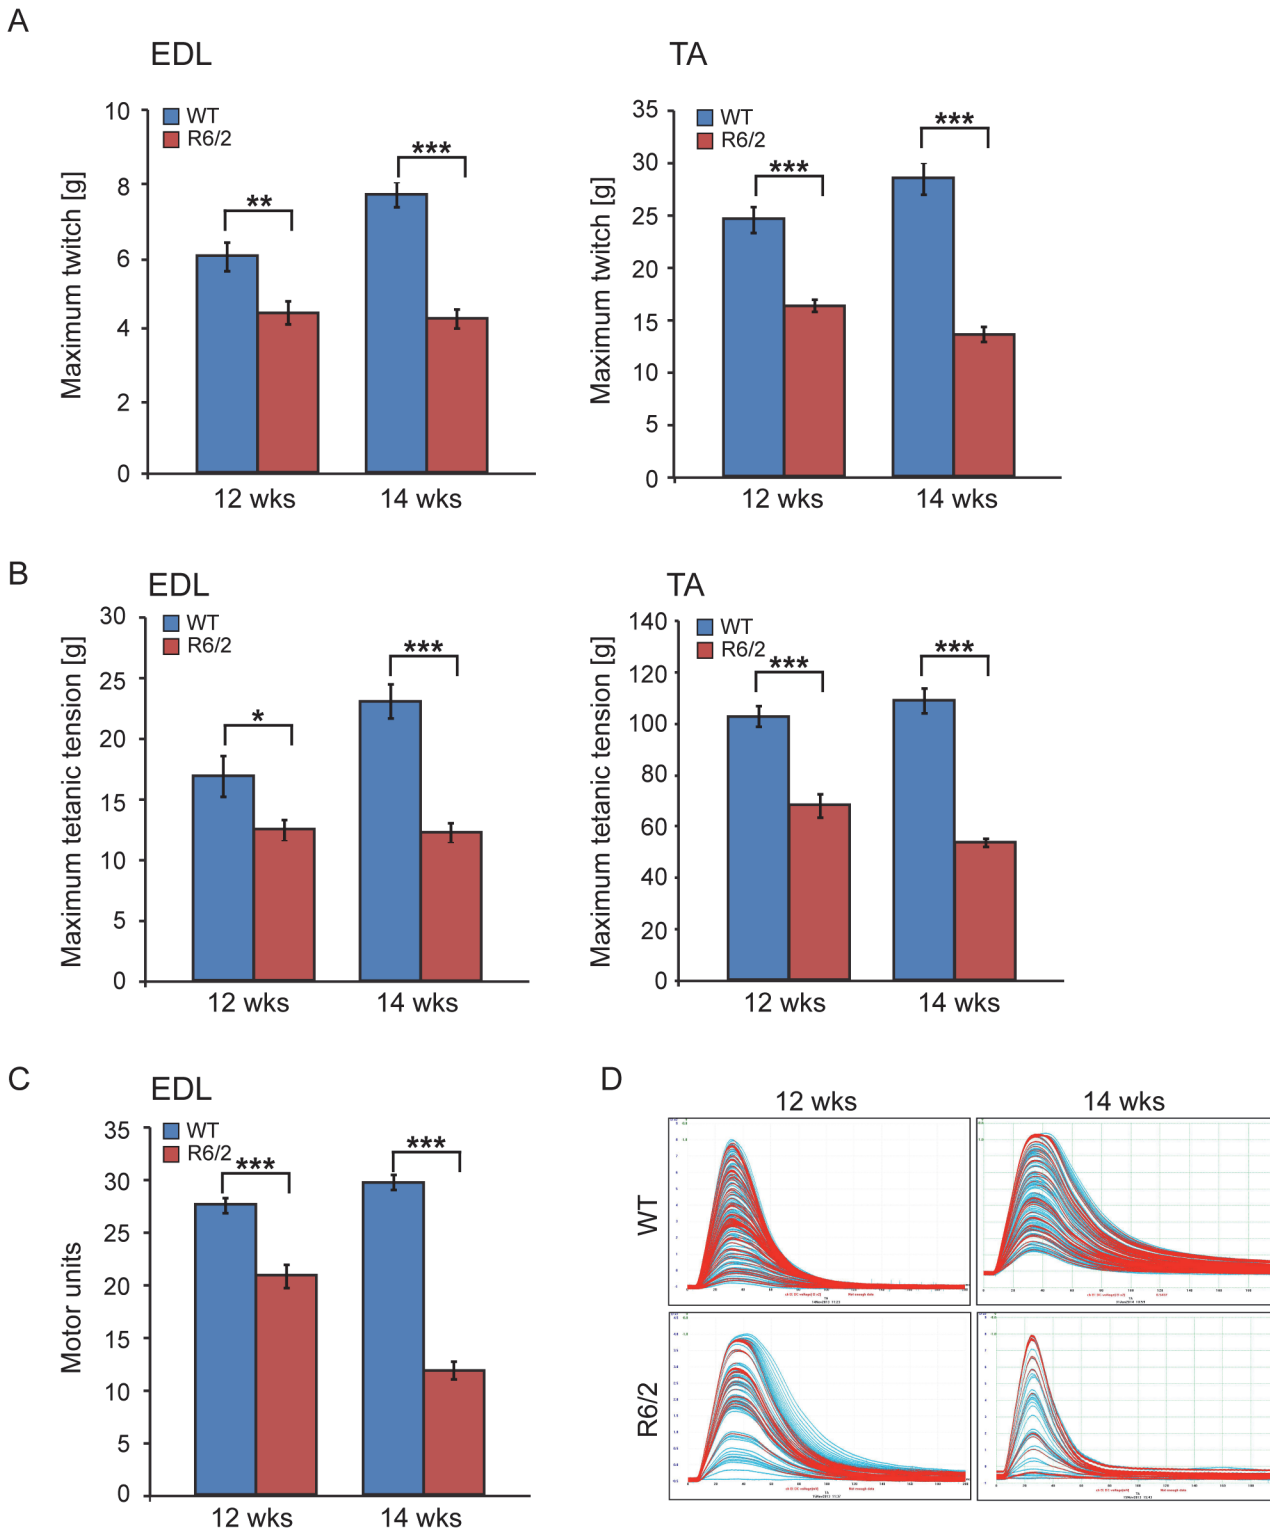 A
EDL
TA
WT
R6/2
**
***
10
8
6
4
2
0
Maximum twitch [g]
12 wks
14 wks
WT
R6/2
***
***
35
30
25
20
15
10
5
0
Maximum twitch [g]
12 wks
14 wks
B
EDL
TA
WT
R6/2
*
***
30
25
20
15
10
5
0
Maximum tetanic tension [g]
12 wks
14 wks
WT
R6/2
***
***
140
120
100
80
60
40
20
0
Maximum tetanic tension [g]
12 wks
14 wks
C
EDL
WT
R6/2
***
***
35
30
25
20
15
10
5
0
Motor units
12 wks
14 wks
D
12 wks
14 wks
WT
R6/2